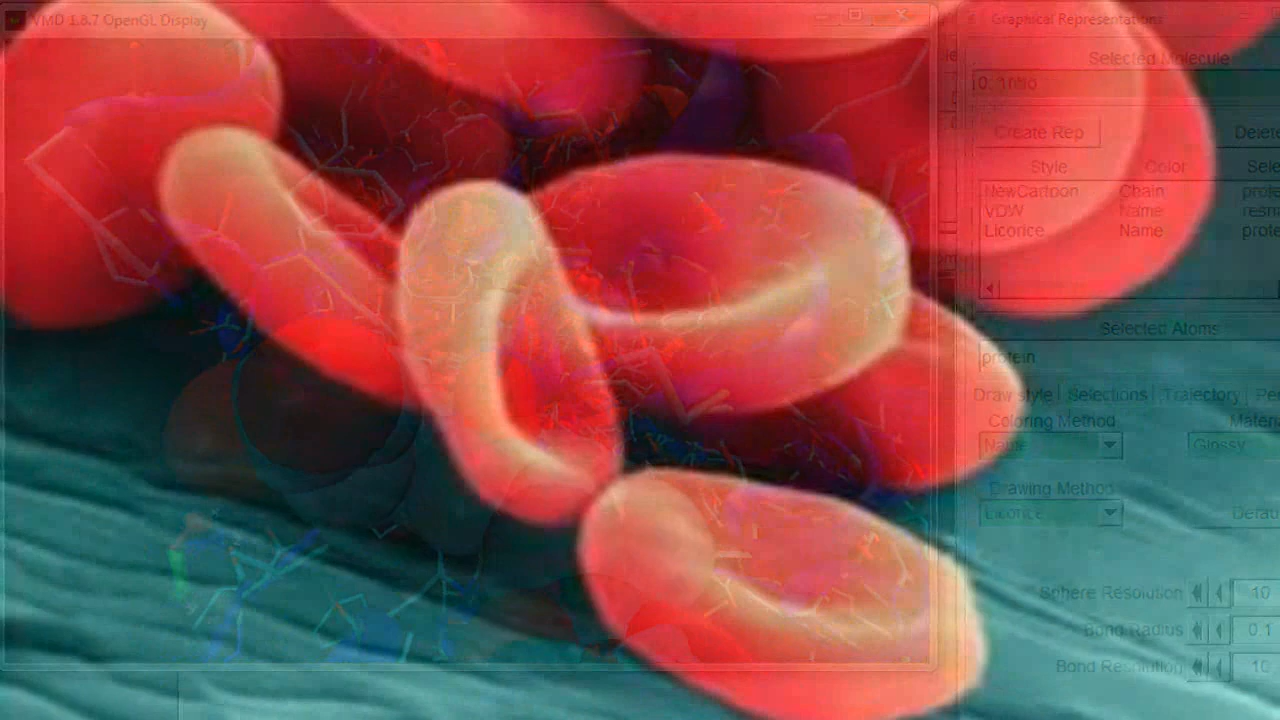 VMD 1.8.7 OpenGL Display
Graphical Representations
Selected Molecule
Create Rep
Style Color
NewCartoon Chain
VDW Name
Licorice Name
Selected Atoms
protein
Draw style Selections Trajectory
Coloring Method
Name Glossy
Drawing Method
Licorice
Sphere Resolution 10
Bond Radius 0.1
Bond Resolution 10